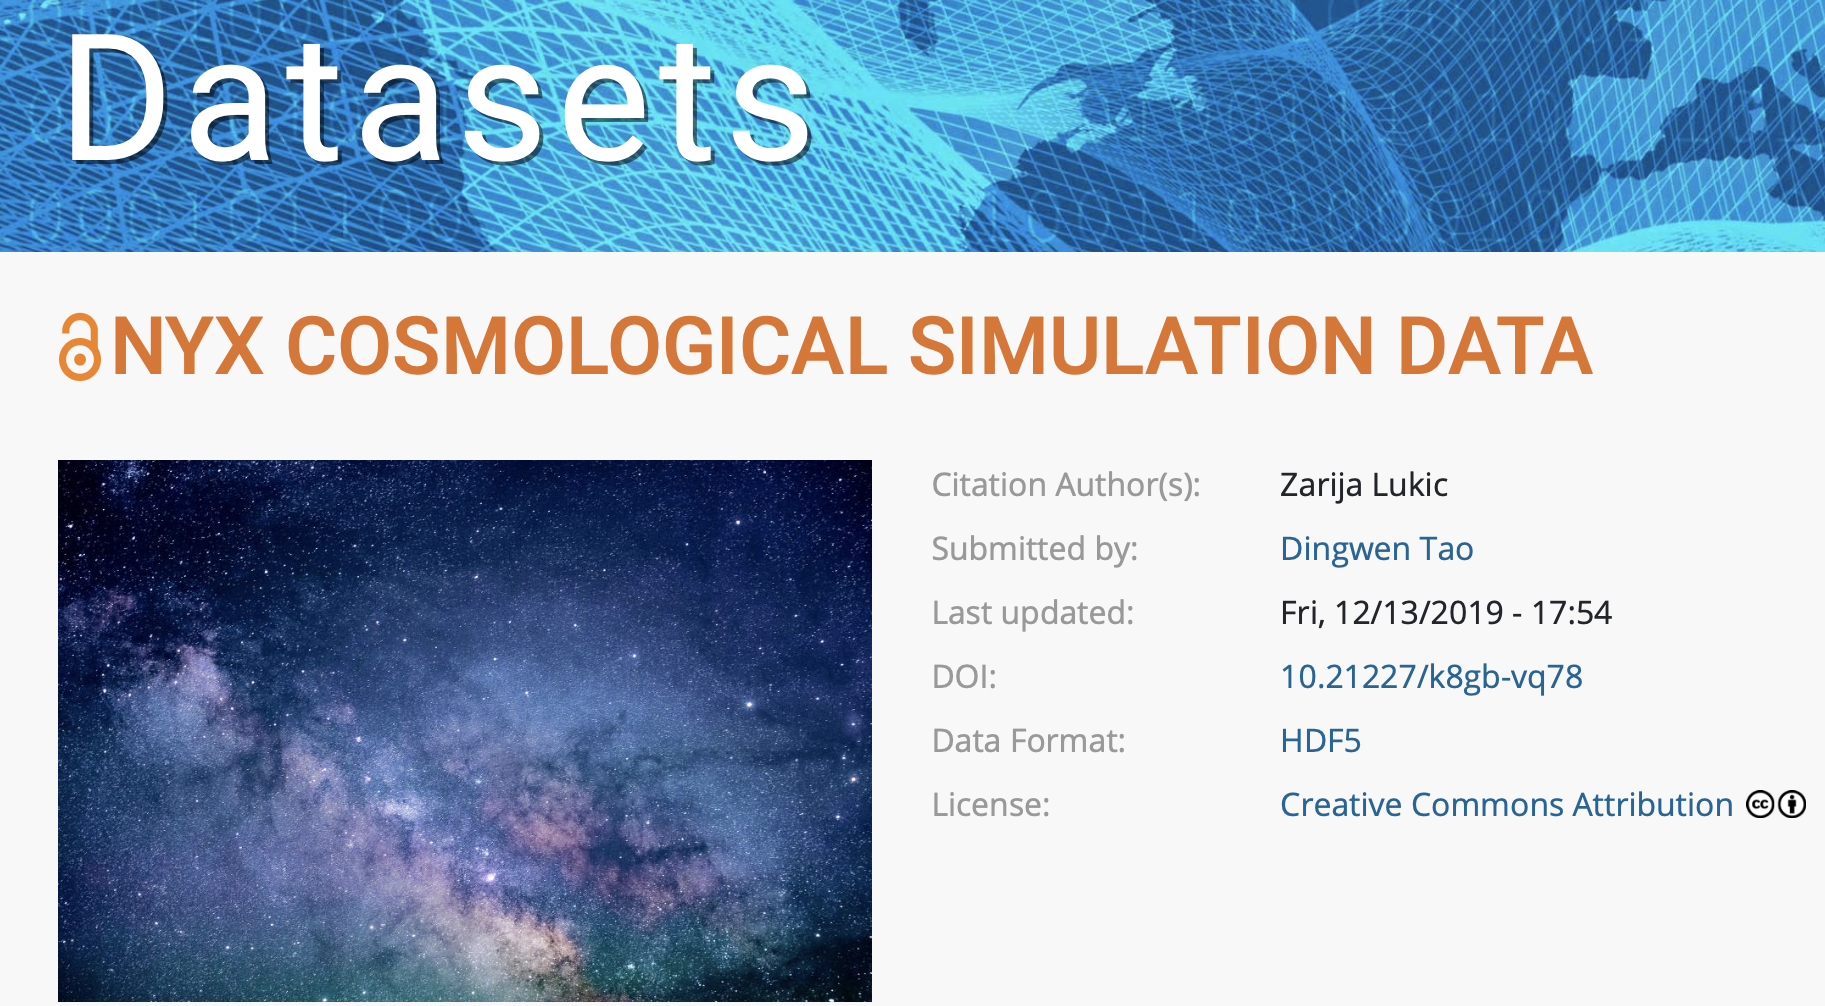 Datasets
NYX COSMOLOGICAL SIMULATION DATA
Citation Author(s): Zarija Lukic
Submitted by: Dingwen Tao
Last updated: Fri, 12/13/2019 - 17:54
DOI: 10.21227/k8gb-vq78
Data Format: HDF5
License: Creative Commons Attribution